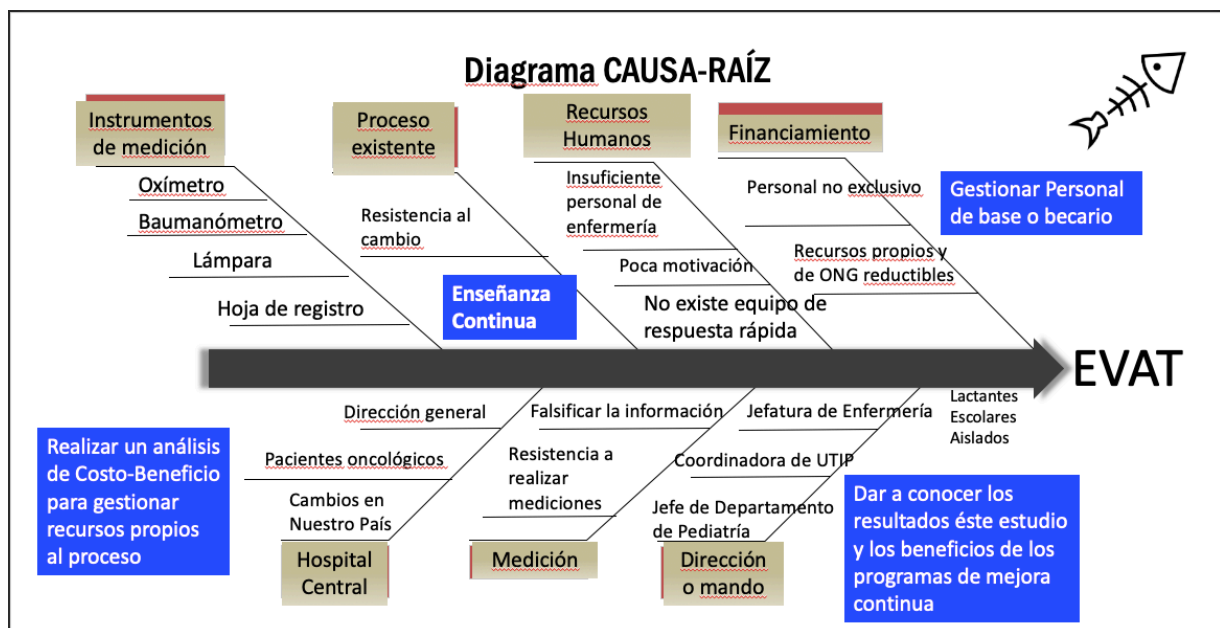 Diagrama CAUSA-RAÍZ
Instrumentos
de medición
Oxímetro
Baumanómetro
Lámpara
Hoja de registro
Proceso
existente
Resistencia al
cambio
Enseñanza
Continua
Recursos
Humanos
Insuficiente
personal de
enfermería
Poca motivación
No existe equipo de
respuesta rápida
Financiamiento
Personal no exclusivo
Recursos propios y
de ONG reductibles
Gestionar Personal
de base o becario
EVAT
Lactantes
Escolares
Aislados
Realizar un análisis
de Costo-Beneficio
para gestionar
recursos propios
al proceso
Dirección general
Pacientes oncológicos
Cambios en
Nuestro País
Hospital
Central
Falsificar la información
Resistencia a
realizar
mediciones
Medición
Jefatura de Enfermería
Coordinadora de UTIP
Jefe de Departamento
de Pediatría
Dirección
o mando
Dar a conocer los
resultados éste estudio
y los beneficios de los
programas de mejora
continua